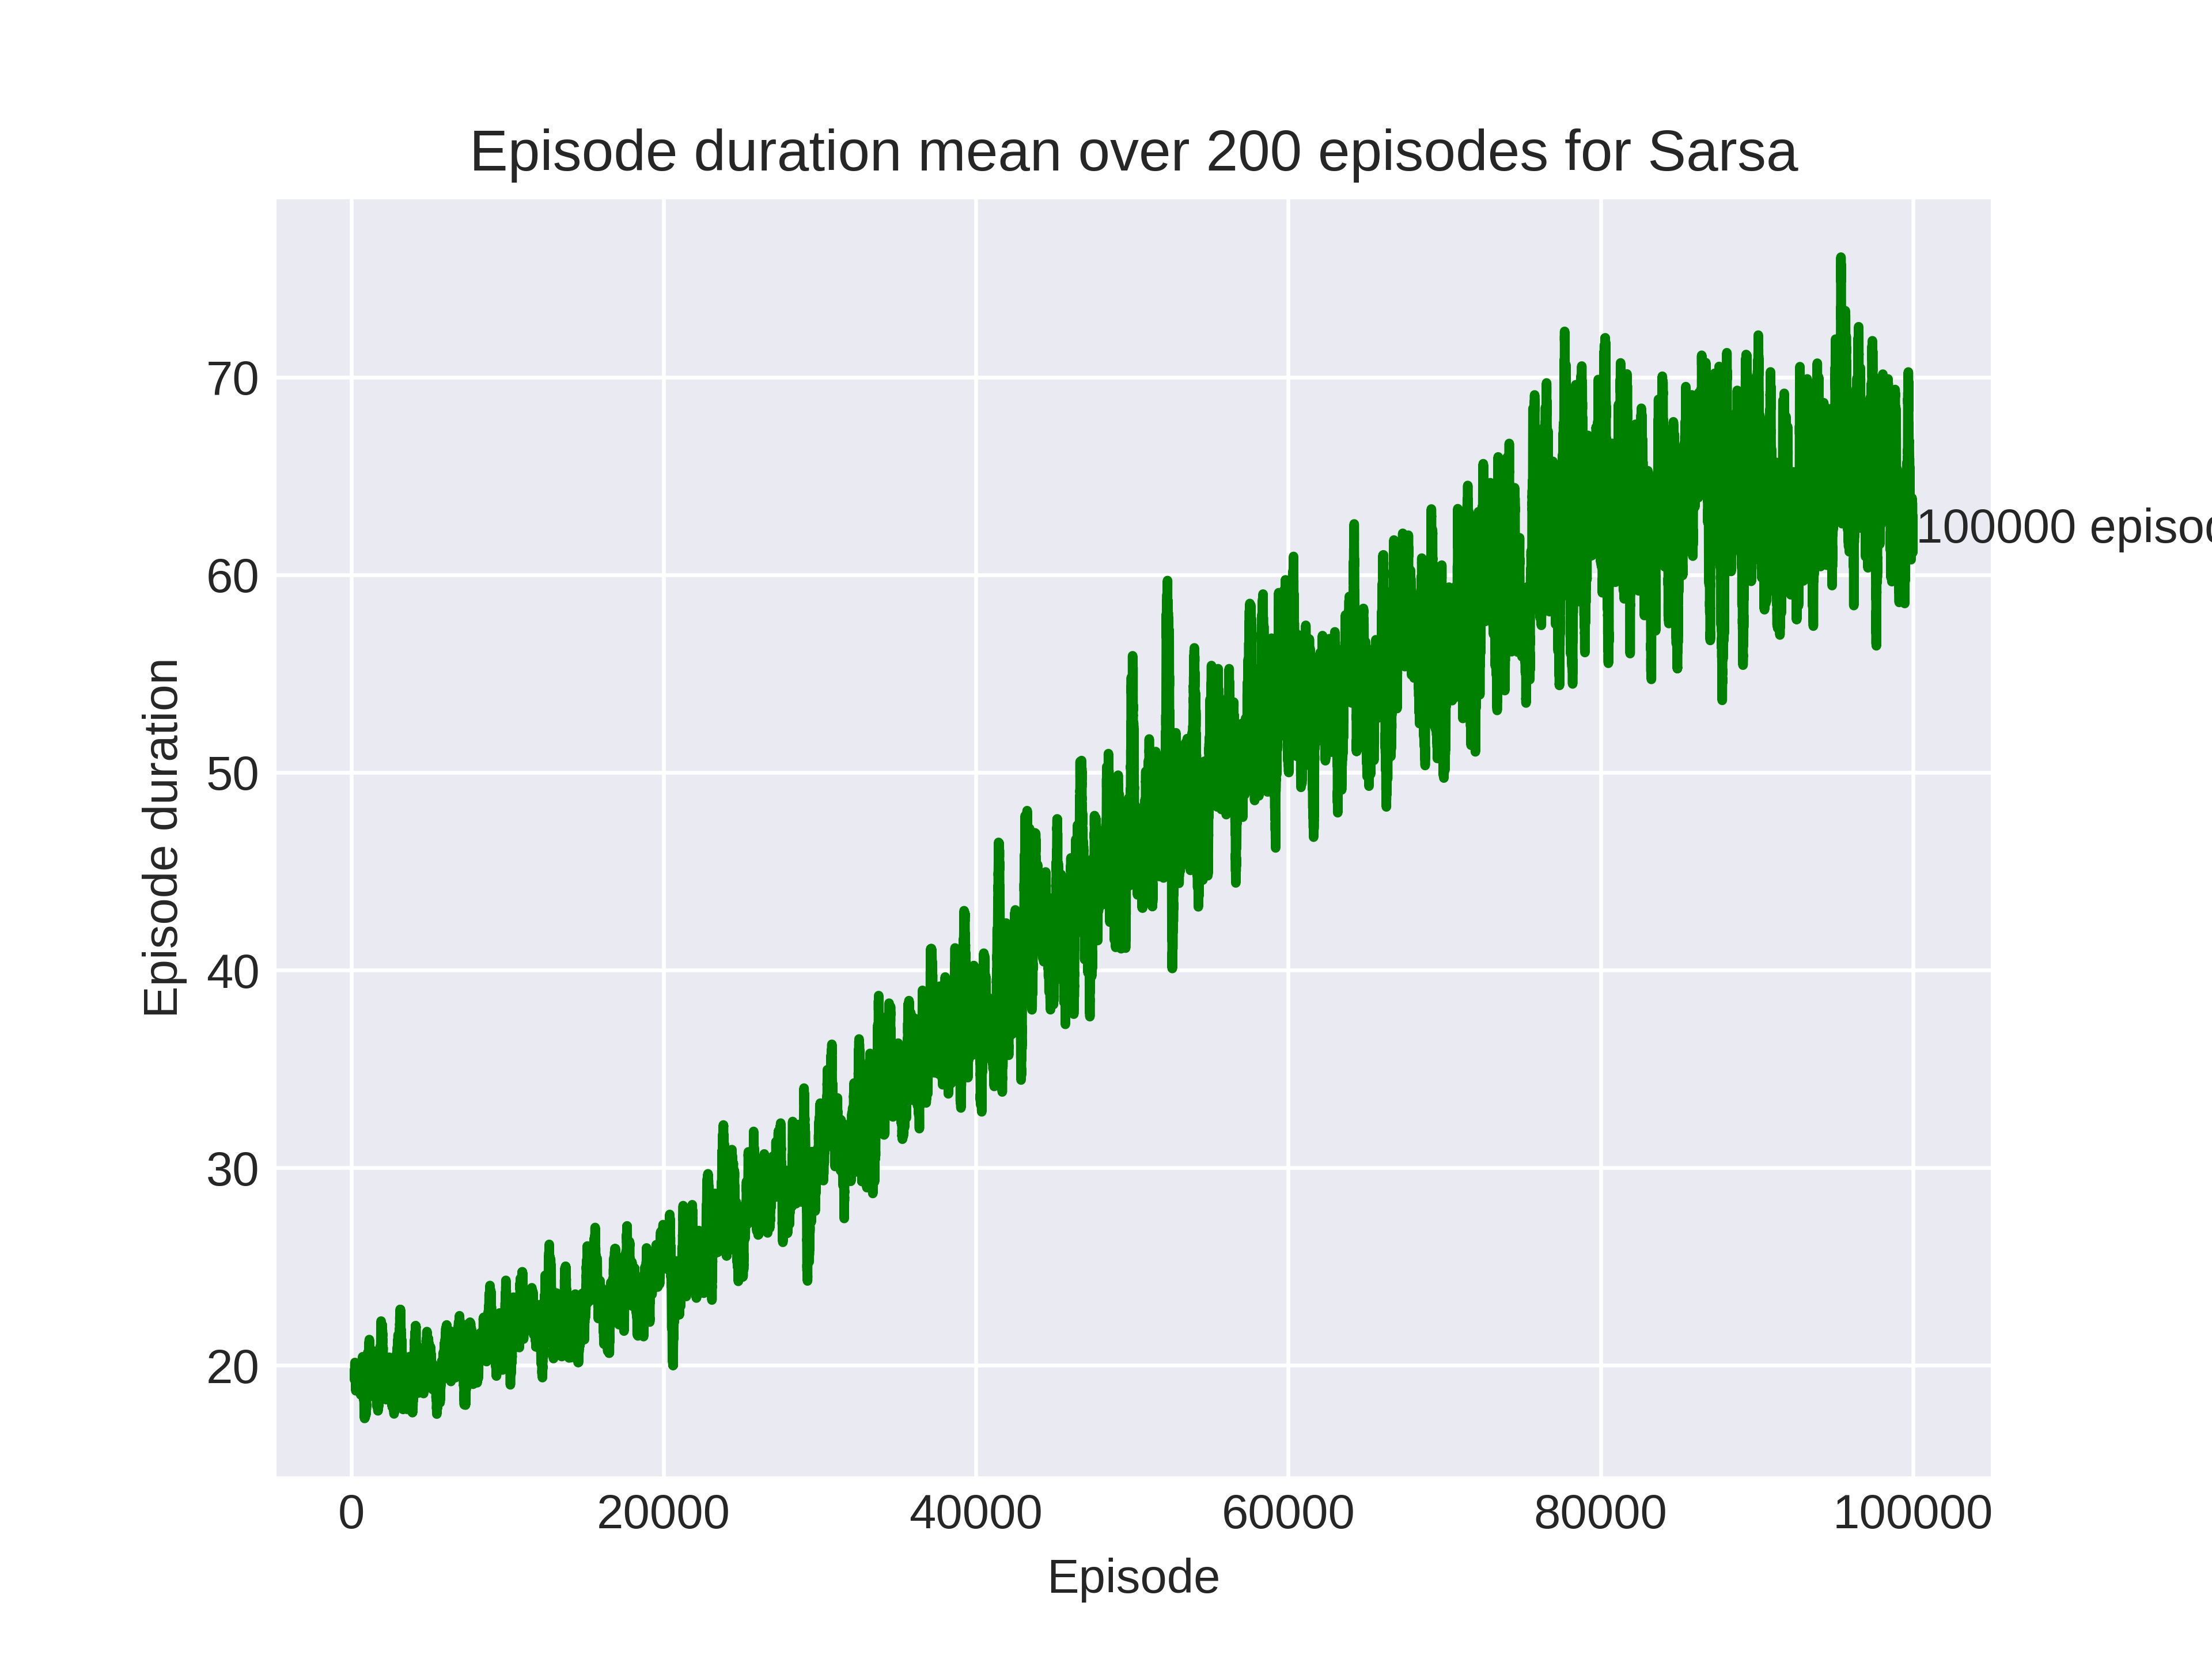 Episode duration mean over 200 episodes for Sarsa
Episode duration
70
60
50
40
30
20
100000 episo
0 20000 40000 60000 80000 100000
Episode